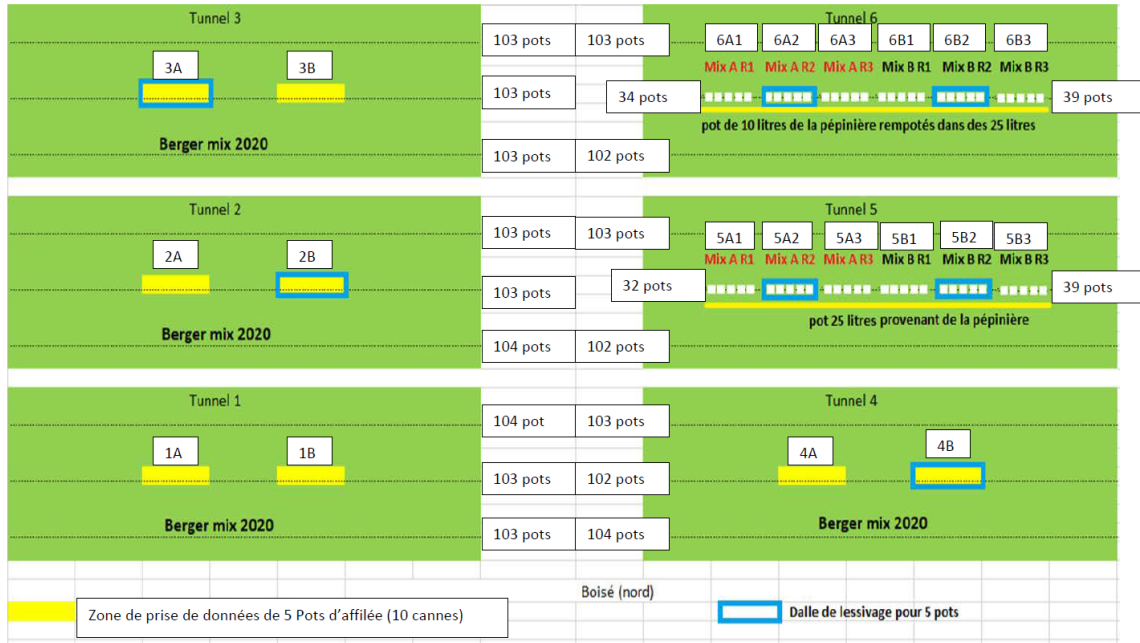 Tunnel 3
103 pots
103 pots
Tunnel 6
3A
3B
6A1
6A2
6A3
6B1
6B2
6B3
Mix A R1
Mix A R2
Mix A R3
Mix B R1
Mix B R2
Mix B R3
103 pots
34 pots
39 pots
pot de 10 litres de la pépinière rempotés dans des 25 litres
Berger mix 2020
103 pots
102 pots
Tunnel 2
103 pots
103 pots
Tunnel 5
2A
2B
5A1
5A2
5A3
5B1
5B2
5B3
Mix A R1
Mix A R2
Mix A R3
Mix B R1
Mix B R2
Mix B R3
103 pots
32 pots
39 pots
pot 25 litres provenant de la pépinière
Berger mix 2020
104 pots
102 pots
Tunnel 1
104 pot
103 pots
Tunnel 4
1A
1B
4A
4B
103 pots
102 pots
Berger mix 2020
103 pots
104 pots
Berger mix 2020
Boisé (nord)
Zone de prise de données de 5 Pots d'affilée (10 cannes)
Dalle de lessivage pour 5 pots